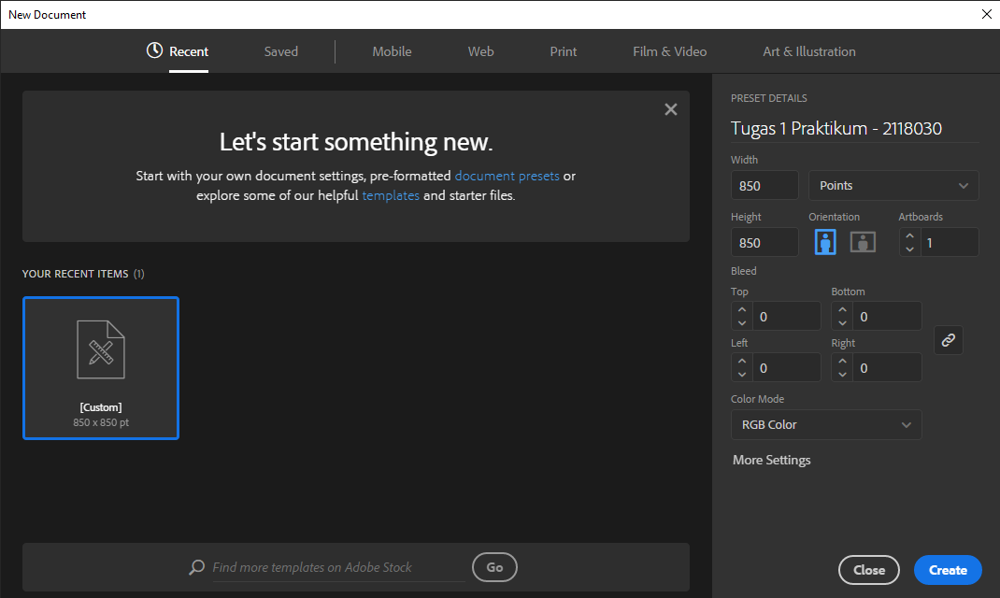 New Document
Recent
Saved
Mobile
Web
Print
Film & Video
Art & Illustration
Let's start something new.
Start with your own document settings, pre-formatted document presets or
explore some of our helpful templates and starter files.
YOUR RECENT ITEMS (1)
[Custom]
850 x 850 pt
Find more templates on Adobe Stock
Go
PRESET DETAILS
Tugas 1 Praktikum - 2118030
Width
850
Points
Height
Orientation
Artboards
850
1
Bleed
Top
Bottom
0
0
Left
Right
0
0
Color Mode
RGB Color
More Settings
Close
Create